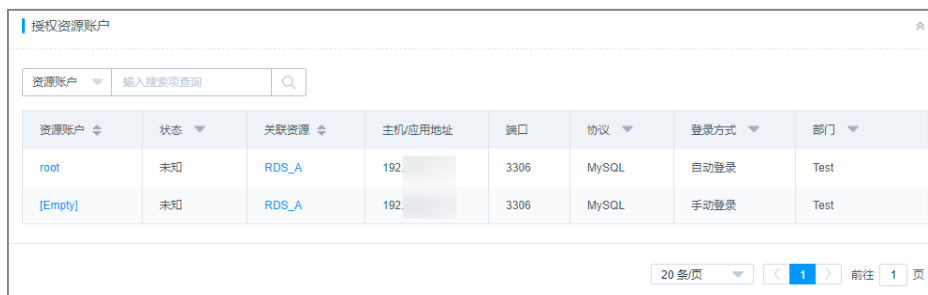 授权资源账户
资源账户 输入搜索项查询
资源账户 状态 关联资源 主机/应用地址 端口 协议 登录方式 部门
root 未知 RDS_A 192. 3306 MySQL 自动登录 Test
[Empty] 未知 RDS_A 192. 3306 MySQL 手动登录 Test
20 条/页 1 前往 1 页